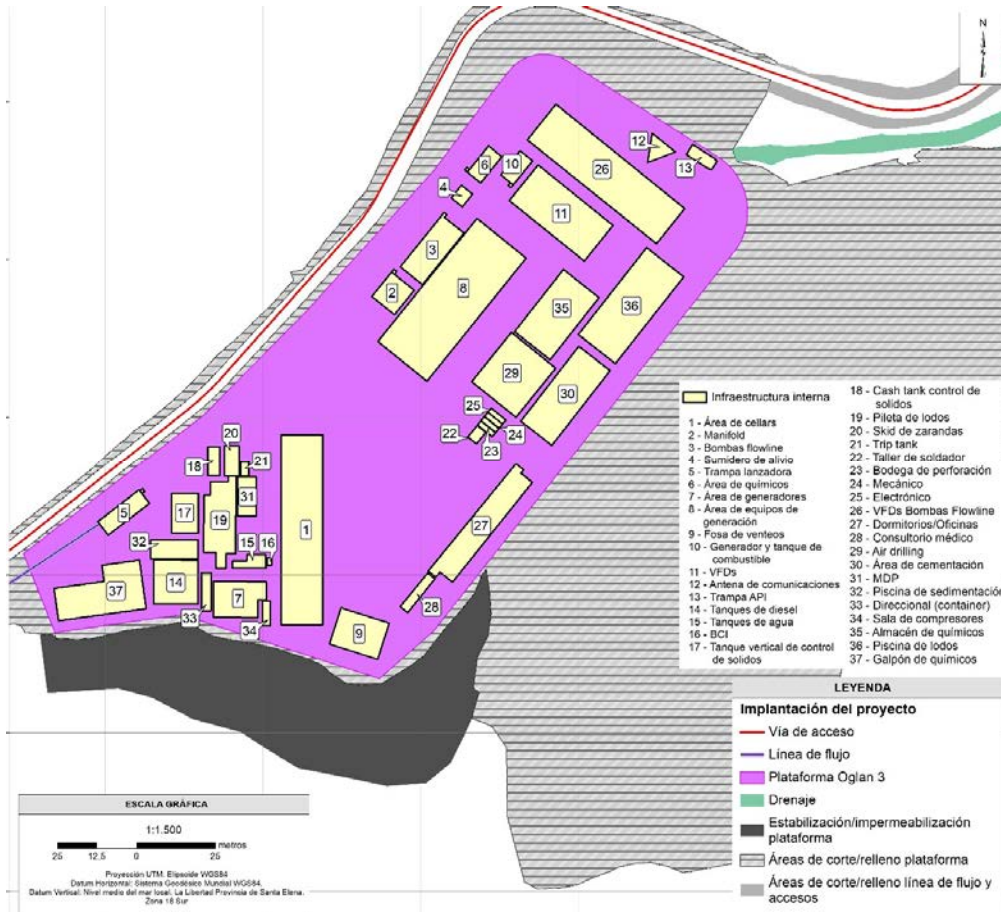 N
12
13
6
10
26
4
11
3
2
8
35
36
29
30
25
22
24
23
20
18
21
31
17
19
1
5
15
16
32
27
14
37
7
28
33
34
9
Infraestructura interna
1 - Área de cellars
2 - Manifold
3 - Bombas flowline
4 - Sumidero de alivio
5 - Trampa lanzadora
6 - Área de químicos
7 - Área de generadores
8 - Área de equipos de
generación
9 - Fosa de venteos
10 - Generador y tanque de
combustible
11 - VFDs
12 - Antena de comunicaciones
13 - Trampa API
14 - Tanques de diesel
15 - Tanques de agua
16 - BCI
17 - Tanque vertical de control
de solidos
18 - Cash tank control de
solidos
19 - Pileta de lodos
20 - Skid de zarandas
21 - Trip tank
22 - Taller de soldador
23 - Bodega de perforación
24 - Mecánico
25 - Electrónico
26 - VFDs Bombas Flowline
27 - Dormitorios/Oficinas
28 - Consultorio médico
29 - Air drilling
30 - Área de cementación
31 - MDP
32 - Piscina de sedimentación
33 - Direccional (container)
34 - Sala de compresores
35 - Almacén de químicos
36 - Piscina de lodos
37 - Galpón de químicos
LEYENDA
Implantación del proyecto
Vía de acceso
Línea de flujo
Plataforma Oglan 3
Drenaje
Estabilización/impermeabilización
plataforma
Áreas de corte/relleno plataforma
Áreas de corte/relleno línea de flujo y
accesos
ESCALA GRÁFICA
1:1.500
25 12,5 0 25 metros
Proyección UTM. Elipsoide WGS84
Datum Horizontal: Sistema Geodésico Mundial WGS84.
Datum Vertical: Nivel medio del mar local. La Libertad Provincia de Santa Elena.
Zona 18 Sur